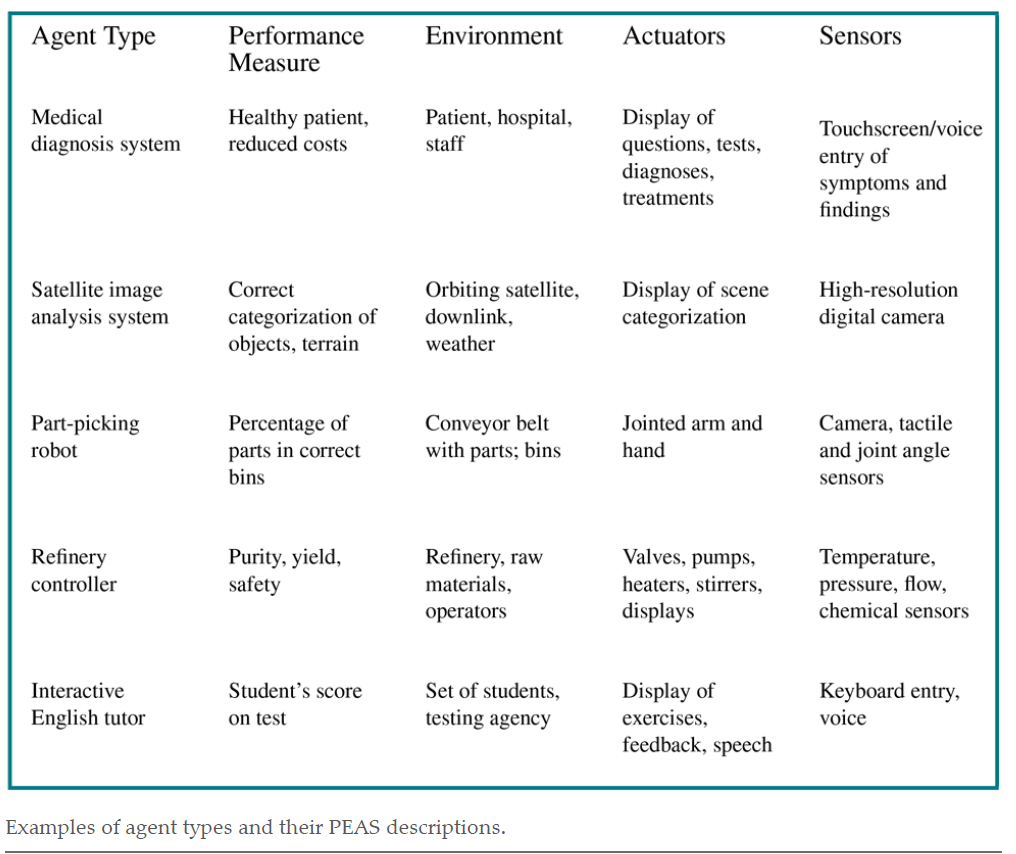 Agent Type
Performance
Measure
Environment
Actuators
Sensors
Medical
diagnosis system
Healthy patient,
reduced costs
Patient, hospital,
staff
Display of
questions, tests,
diagnoses,
treatments
Touchscreen/voice
entry of
symptoms and
findings
Satellite image
analysis system
Correct
categorization of
objects, terrain
Orbiting satellite,
downlink,
weather
Display of scene
categorization
High-resolution
digital camera
Part-picking
robot
Percentage of
parts in correct
bins
Conveyor belt
with parts; bins
Jointed arm and
hand
Camera, tactile
and joint angle
sensors
Refinery
controller
Purity, yield,
safety
Refinery, raw
materials,
operators
Valves, pumps,
heaters, stirrers,
displays
Temperature,
pressure, flow,
chemical sensors
Interactive
English tutor
Student’s score
on test
Set of students,
testing agency
Display of
exercises,
feedback, speech
Keyboard entry,
voice
Examples of agent types and their PEAS descriptions.